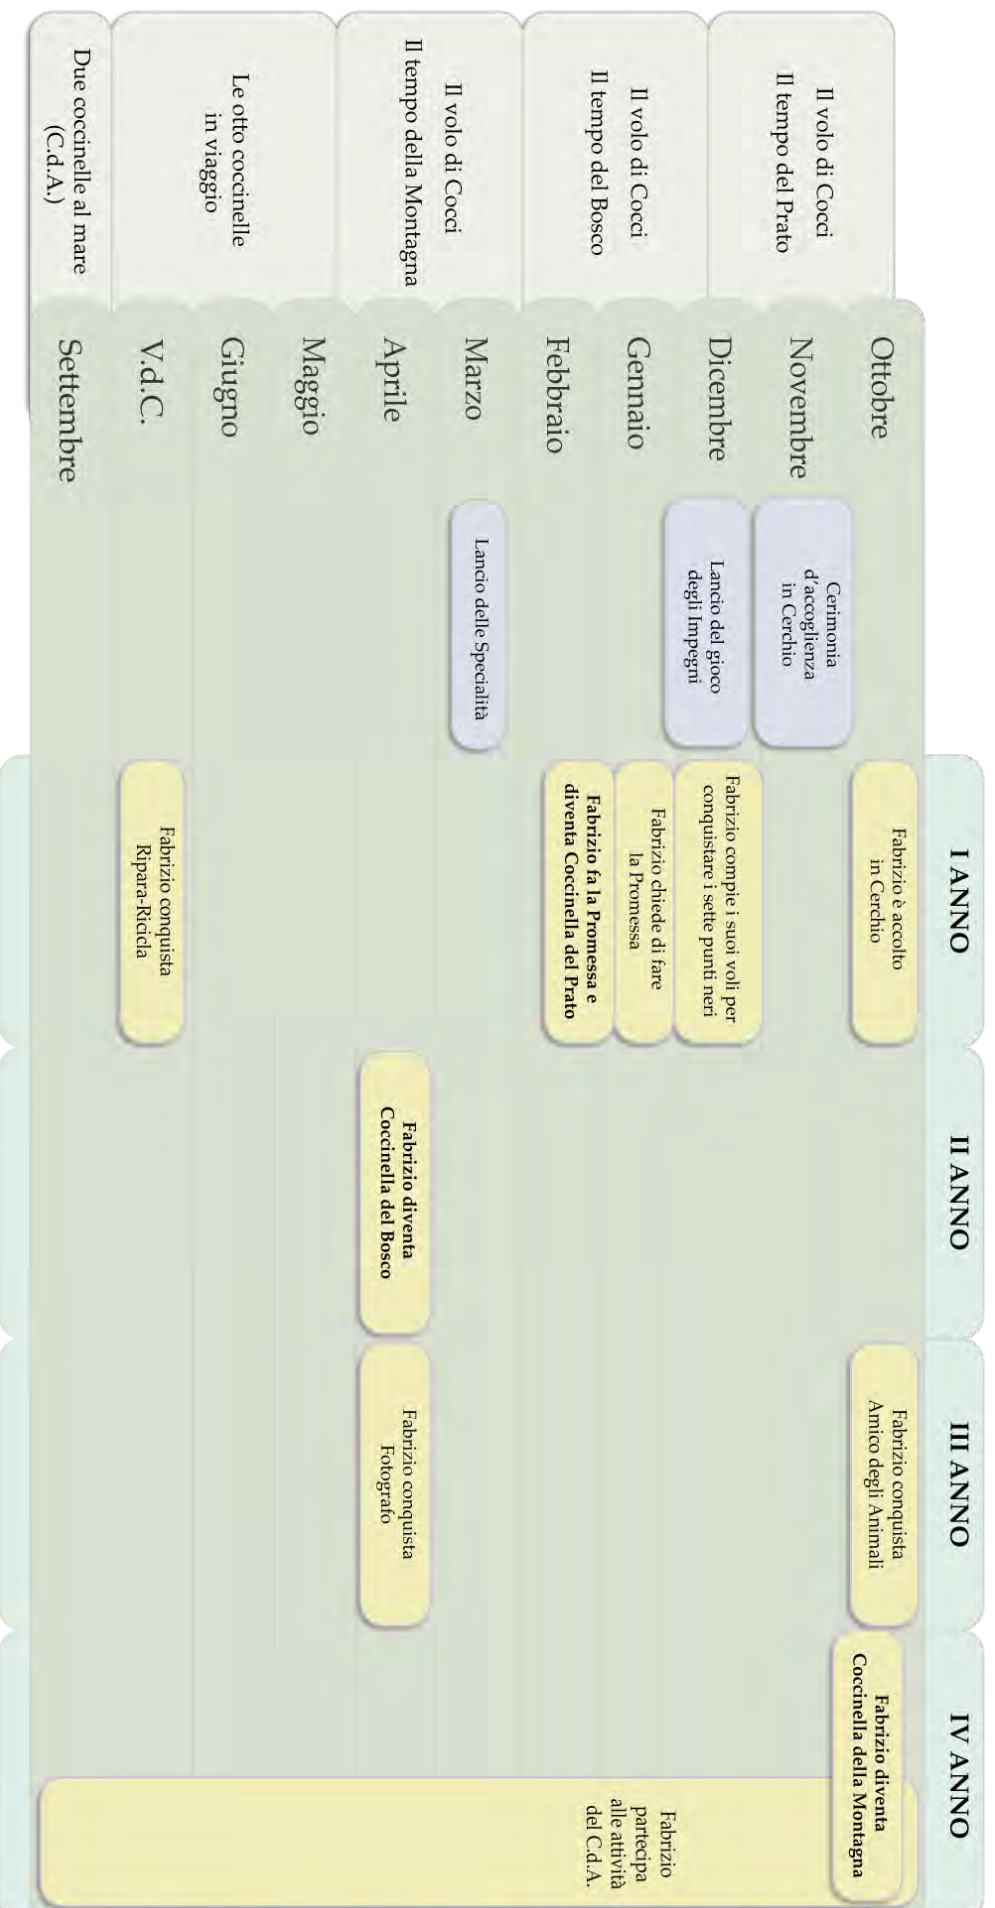 I ANNO
II ANNO
III ANNO
IV ANNO
Il volo di Cocci
Il tempo del Prato
Il volo di Cocci
Il tempo del Bosco
Il volo di Cocci
Il tempo della Montagna
Le otto coccinelle
in viaggio
Due coccinelle al mare
(C.d.A.)
Ottobre
Novembre
Dicembre
Gennaio
Febbraio
Marzo
Aprile
Maggio
Giugno
V.d.C.
Settembre
Cerimonia
d'accoglienza
in Cerchio
Lancio del gioco
degli Impegni
Lancio delle Specialità
Fabrizio è accolto
in Cerchio
Fabrizio compie i suoi voli per
conquistare i sette punti neri
Fabrizio chiede di fare
la Promessa
Fabrizio fa la Promessa e
diventa Coccinella del Prato
Fabrizio conquista
Ripara-Ricicla
Fabrizio diventa
Coccinella del Bosco
Fabrizio conquista
Amico degli Animali
Fabrizio conquista
Fotografo
Fabrizio diventa
Coccinella della Montagna
Fabrizio
partecipa
alle attività
del C.d.A.